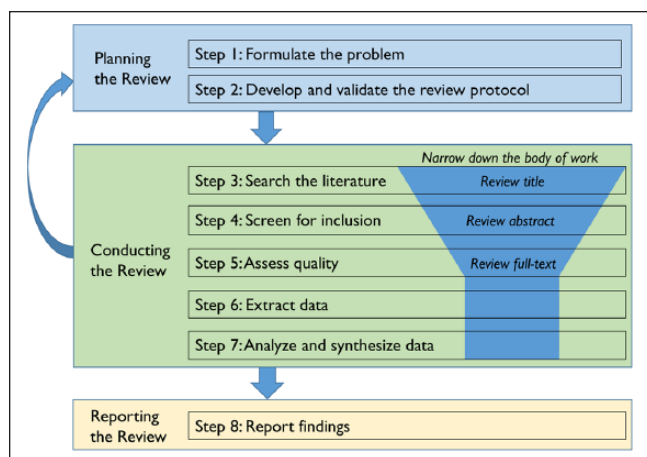 Planning
the Review
Step 1: Formulate the problem
Step 2: Develop and validate the review protocol
Narrow down the body of work
Conducting
the Review
Step 3: Search the literature
Review title
Step 4: Screen for inclusion
Review abstract
Step 5: Assess quality
Review full-text
Step 6: Extract data
Step 7: Analyze and synthesize data
Reporting
the Review
Step 8: Report findings